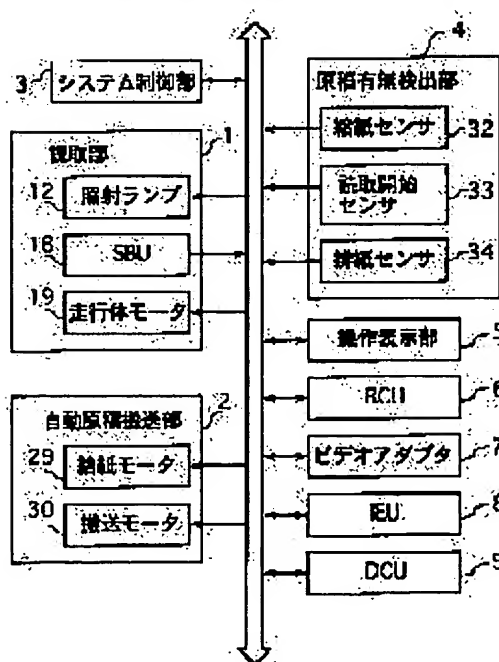 3 システム制御部
読取部
1
12 照射ランプ
18 SBU
19 走行体モータ
自動原稿搬送部
2
29 給紙モータ
30 搬送モータ
4
原稿有無検出部
給紙センサ 32
読取開始
センサ 33
排紙センサ 34
操作表示部 5
RCU 6
ビデオアダプタ 7
IEU 8
DCU 9